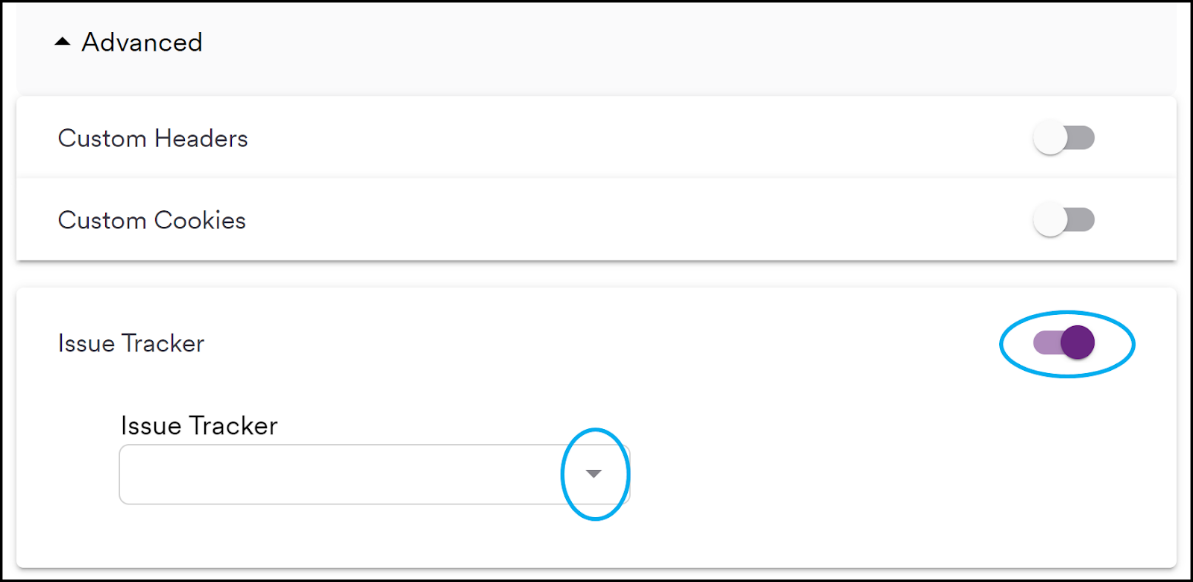 Advanced
Custom Headers
Custom Cookies
Issue Tracker
Issue Tracker